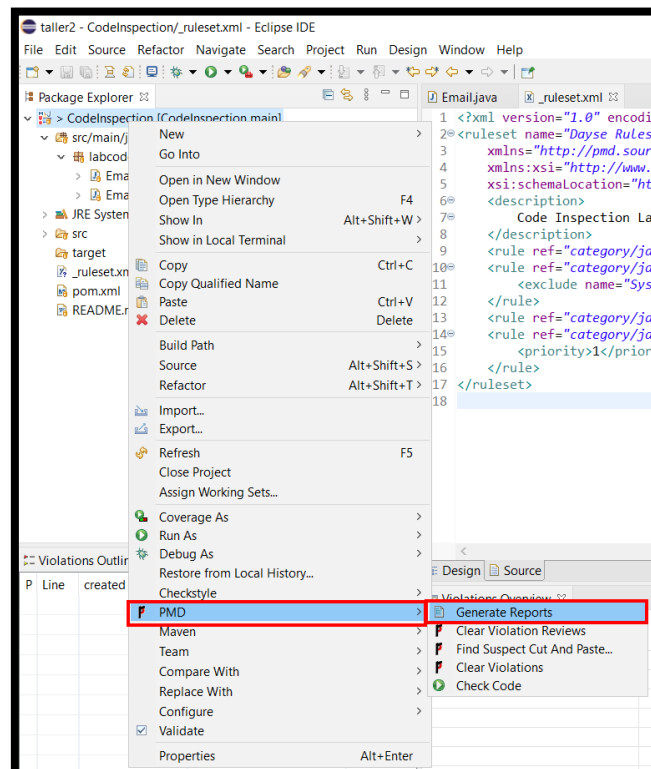 taller2 - CodeInspection/_ruleset.xml - Eclipse IDE
File Edit Source Refactor Navigate Search Project Run Design Window Help
Package Explorer
> CodeInspection [CodeInspection main]
src/main/j
labcod
Ema
Ema
JRE System
src
target
_ruleset.xm
pom.xml
README.r
New
Go Into
Open in New Window
Open Type Hierarchy F4
Show In Alt+Shift+W >
Show in Local Terminal
Copy Ctrl+C
Copy Qualified Name
Paste Ctrl+V
Delete Delete
Build Path
Source Alt+Shift+S >
Refactor Alt+Shift+T >
Import...
Export...
Refresh F5
Close Project
Assign Working Sets...
Coverage As
Run As
Debug As
Restore from Local History...
Checkstyle
PMD
Maven
Team
Compare With
Replace With
Configure
Validate
Properties Alt+Enter
Generate Reports
Clear Violation Reviews
Find Suspect Cut And Paste...
Clear Violations
Check Code
Email.java _ruleset.xml
1 <?xml version="1.0" encodi
2 <ruleset name="Dayse Rules
3 xmlns="http://pmd.sour
4 xmlns:xsi="http://www.
5 xsi:schemaLocation="ht
6 <description>
7 Code Inspection La
8 </description>
9 <rule ref="category/ja
10 <rule ref="category/ja
11 <exclude name="Sys
12 </rule>
13 <rule ref="category/ja
14 <rule ref="category/ja
15 <priority>1</prior
16 </rule>
17 </ruleset>
18
Design Source
Violations Overview
Violations Outlin
P Line created